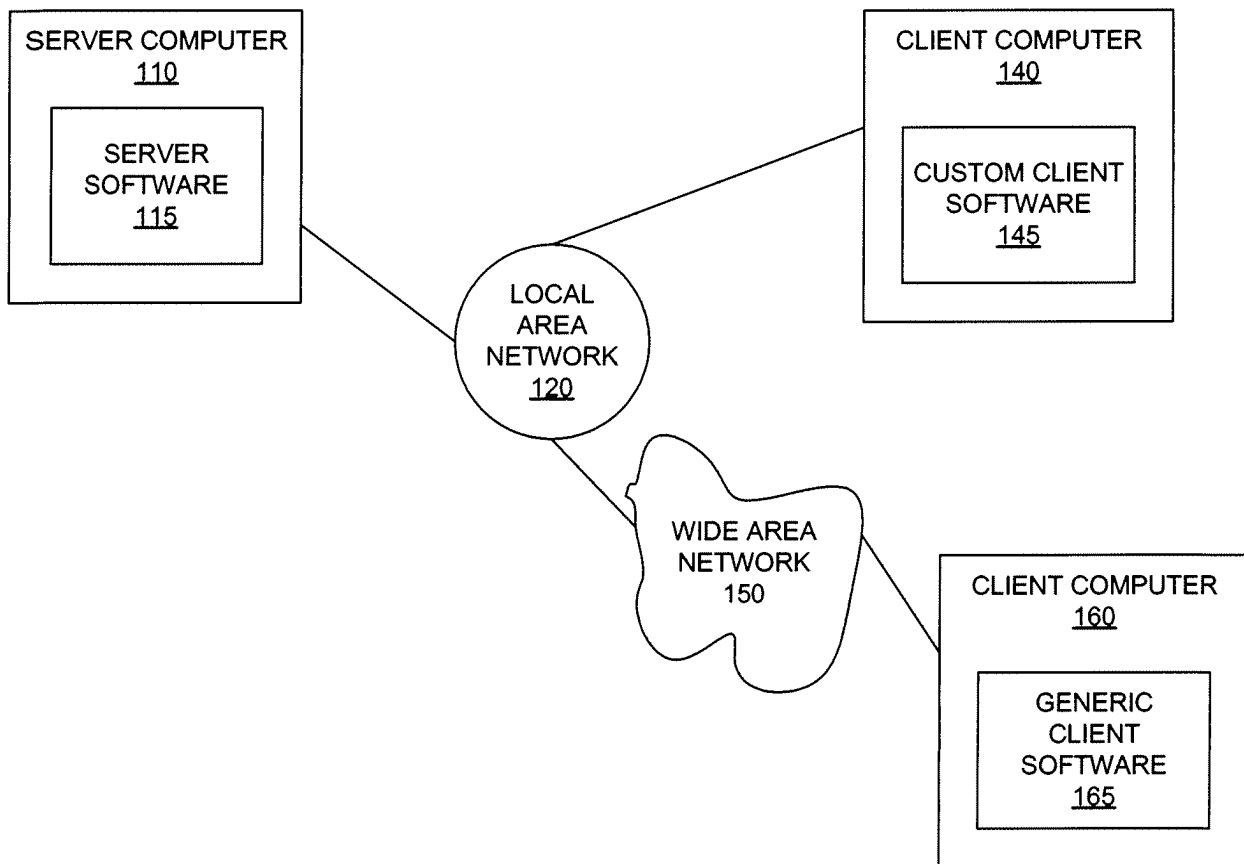 SERVER COMPUTER
110
SERVER
SOFTWARE
115
CLIENT COMPUTER
140
CUSTOM CLIENT
SOFTWARE
145
LOCAL
AREA
NETWORK
120
WIDE AREA
NETWORK
150
CLIENT COMPUTER
160
GENERIC
CLIENT
SOFTWARE
165